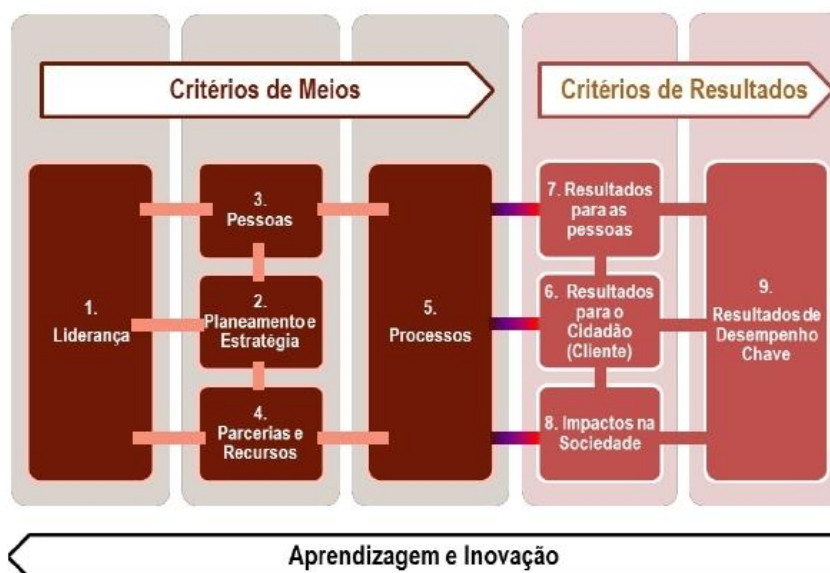 Critérios de Meios
Critérios de Resultados
1.
Liderança
3.
Pessoas
2.
Planeamento e
Estratégia
4.
Parcerias e
Recursos
5.
Processos
7. Resultados
para as
pessoas
6. Resultados
para o
Cidadão
(Cliente)
8. Impactos na
Sociedade
9.
Resultados de
Desempenho
Chave
Aprendizagem e Inovação